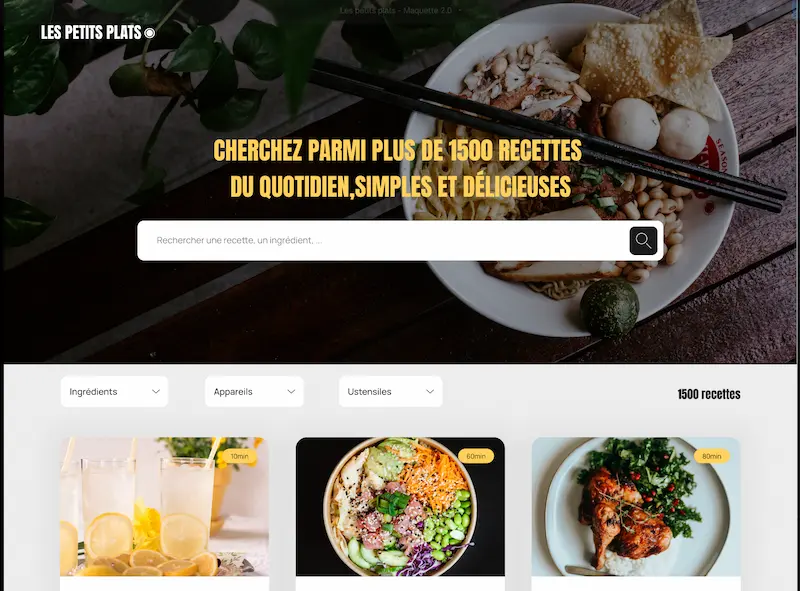 Les petits plats - Maquette 2.0
LES PETITS PLATS
CHERCHEZ PARMI PLUS DE 1500 RECETTES
DU QUOTIDIEN,SIMPLES ET DÉLICIEUSES
Rechercher une recette, un ingrédient, ...
Ingrédients
Appareils
Ustensiles
1500 recettes
10min
60min
80min